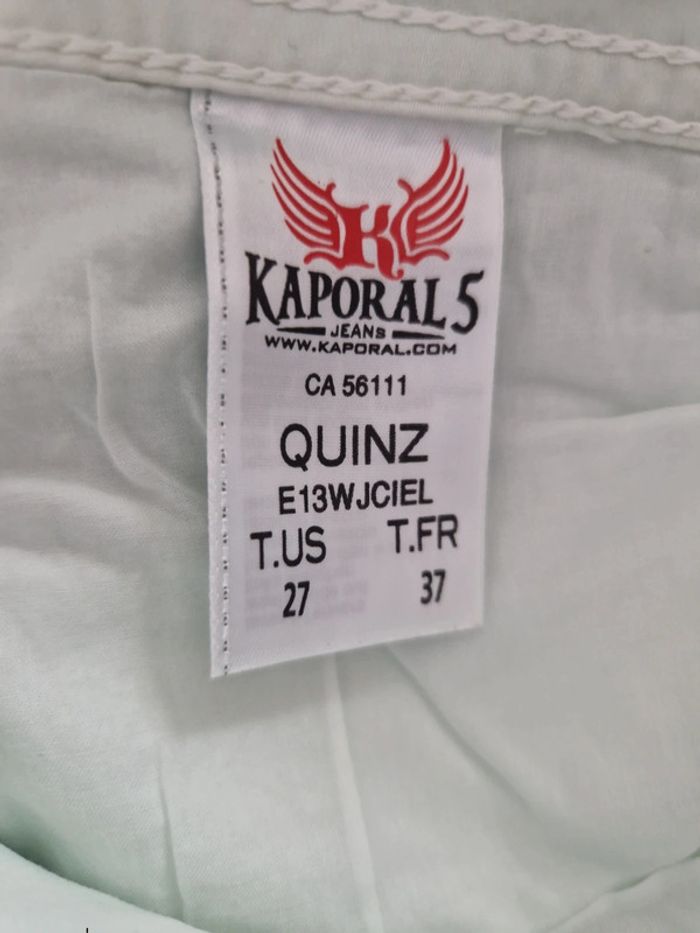 K
KAPORAL 5
JEANS
WWW.KAPORAL.COM
CA 56111
QUINZ
E13WJCIEL
T.US T.FR
27 37